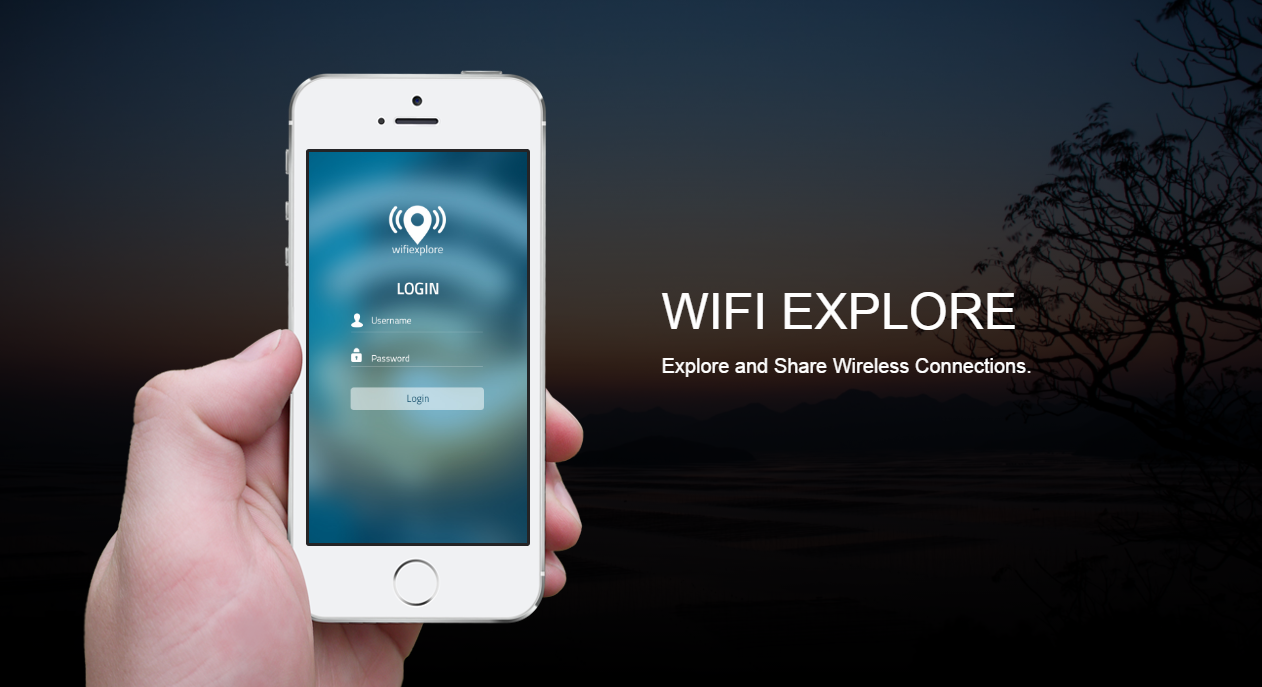 wifiexplore
LOGIN
Username
Password
Login
WIFI EXPLORE
Explore and Share Wireless Connections.